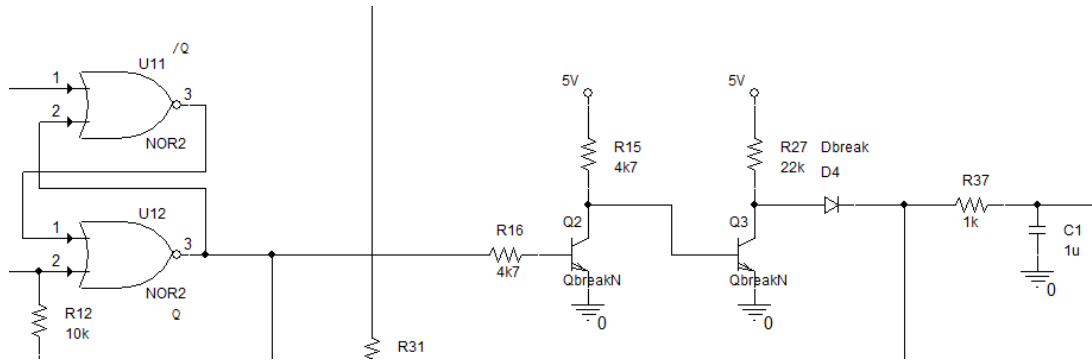 /Q
U11
1
3
2
NOR2
U12
1
3
2
NOR2
Q
R12
10k
R31
R16
4k7
5V
R15
4k7
Q2
QbreakN
0
5V
R27
22k
Dbreak
D4
Q3
QbreakN
0
R37
1k
C1
1u
0